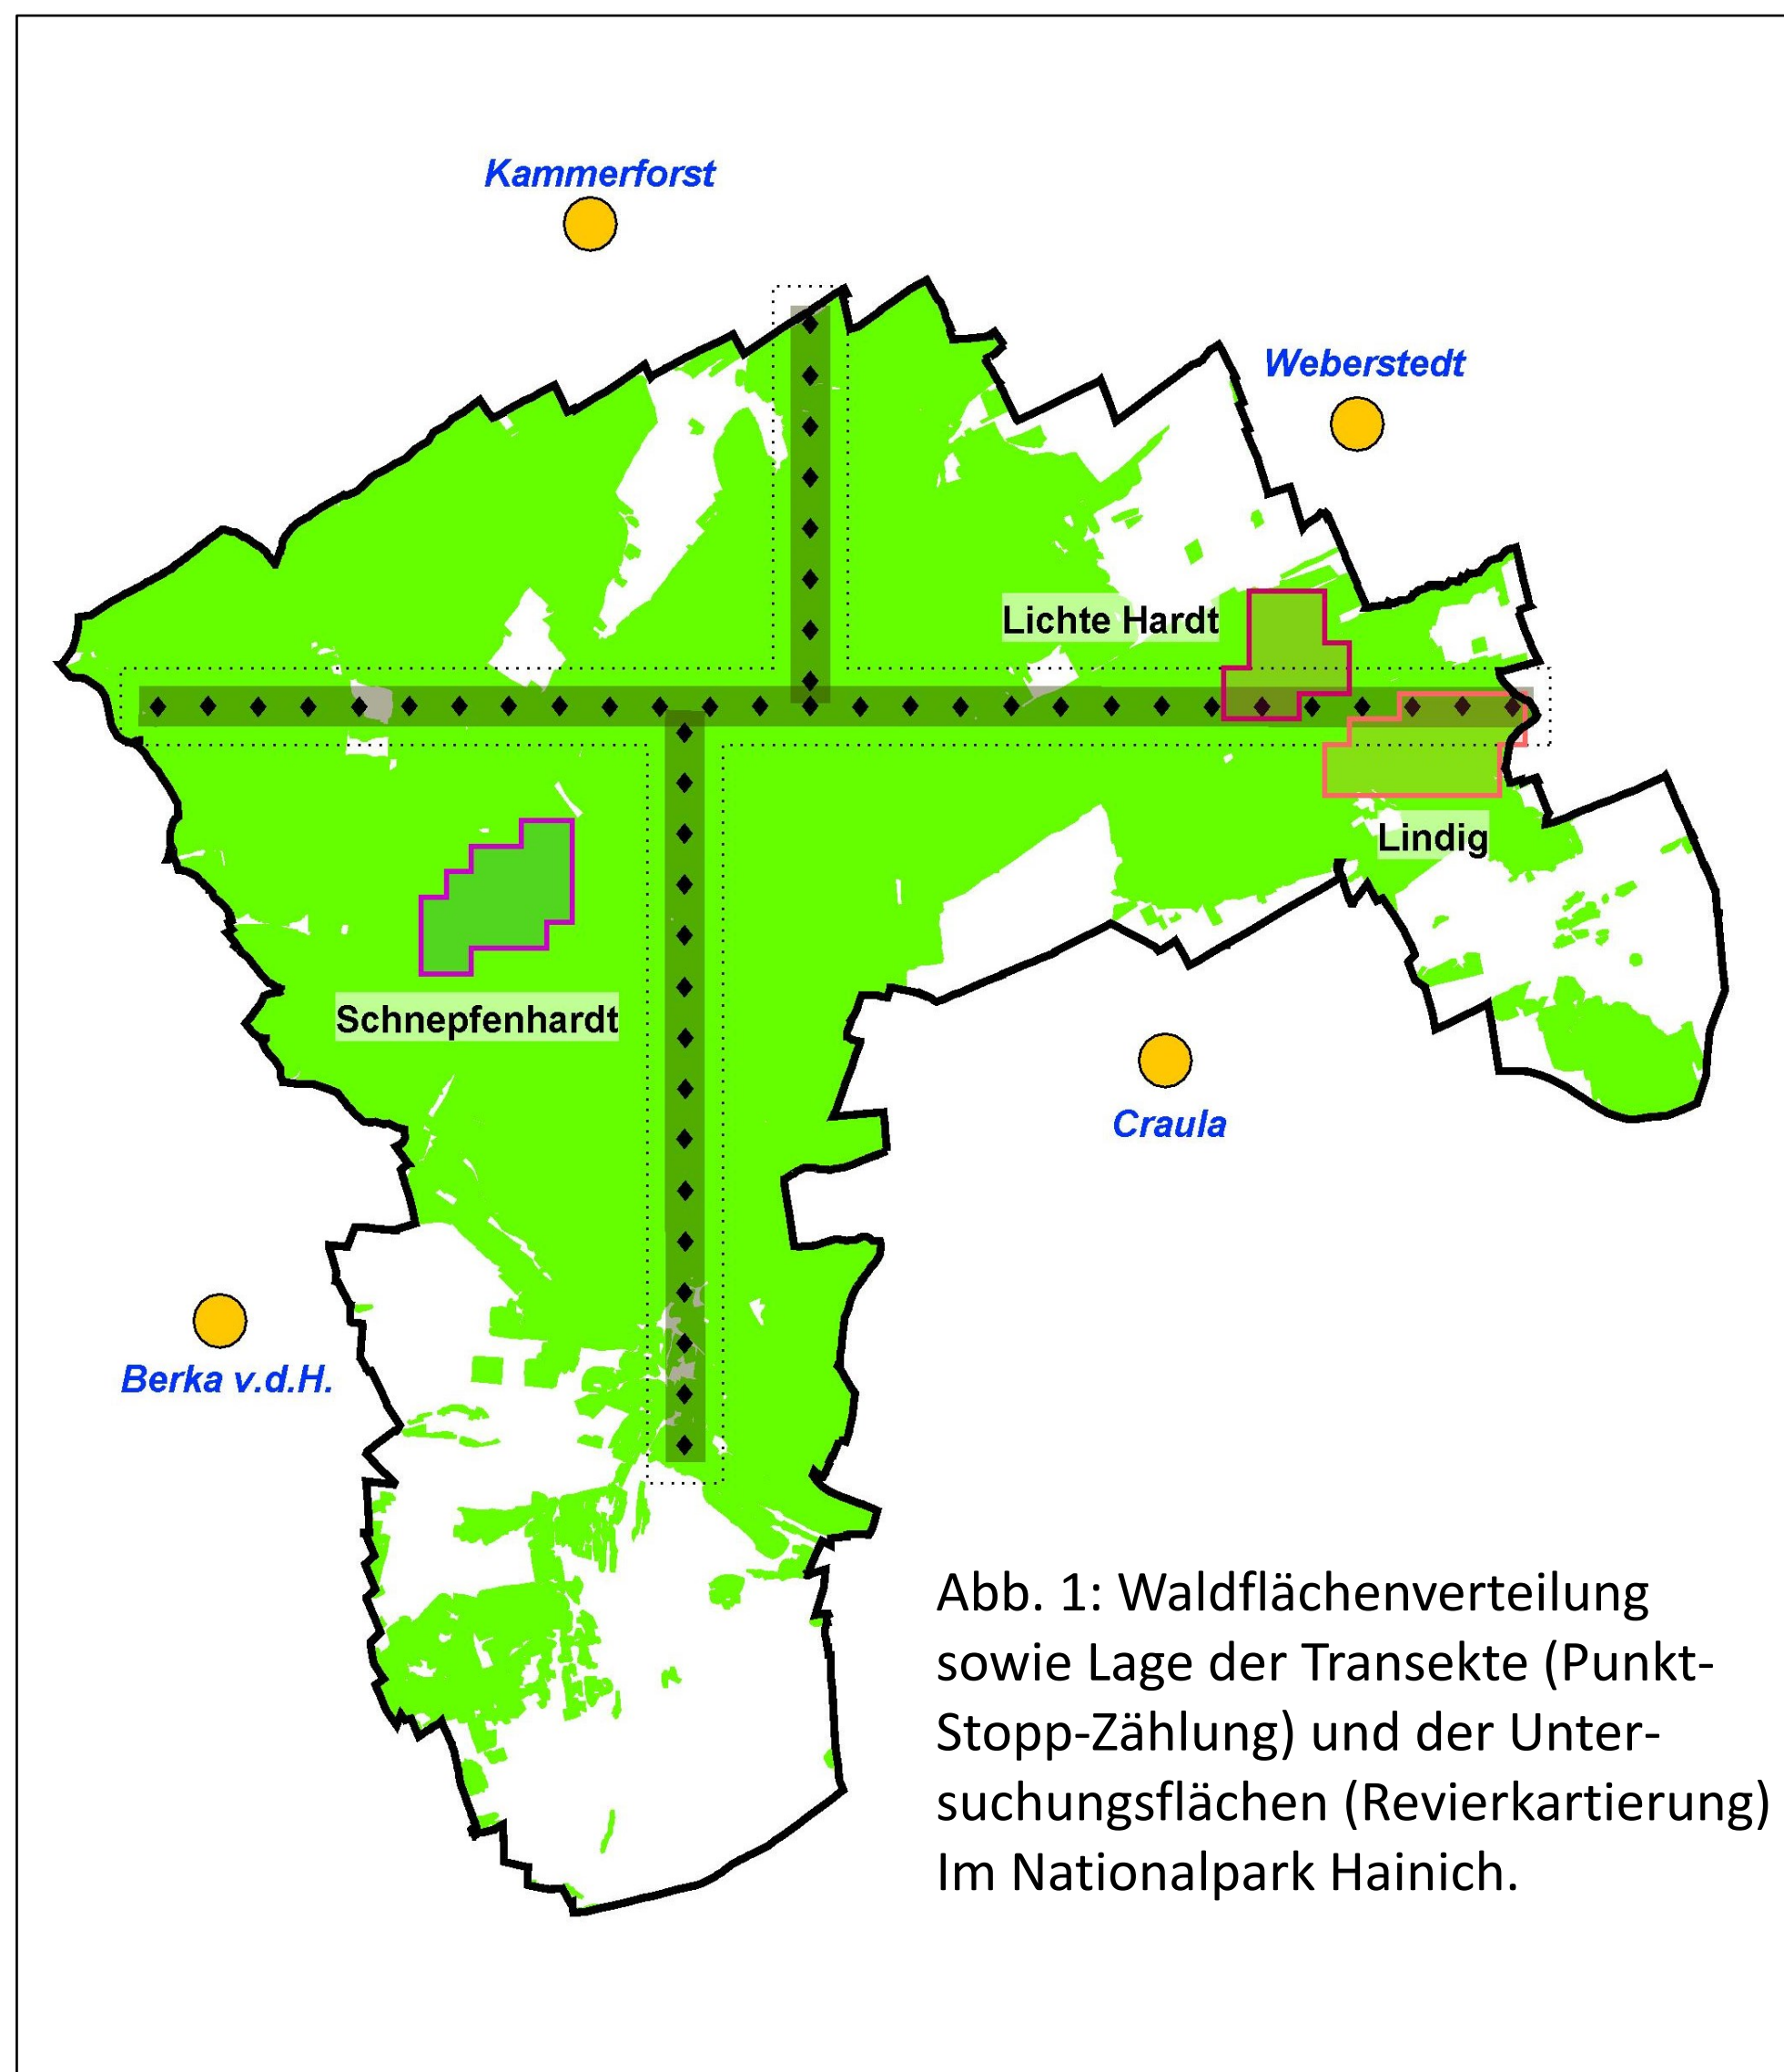 Kammerforst
Weberstedt
Lichte Hardt
Lindig
Schnepfenhardt
Craula
Berka v.d.H.
Abb. 1: Waldflächenverteilung
sowie Lage der Transekte (Punkt-
Stopp-Zählung) und der Unter-
suchungsflächen (Revierkartierung)
Im Nationalpark Hainich.